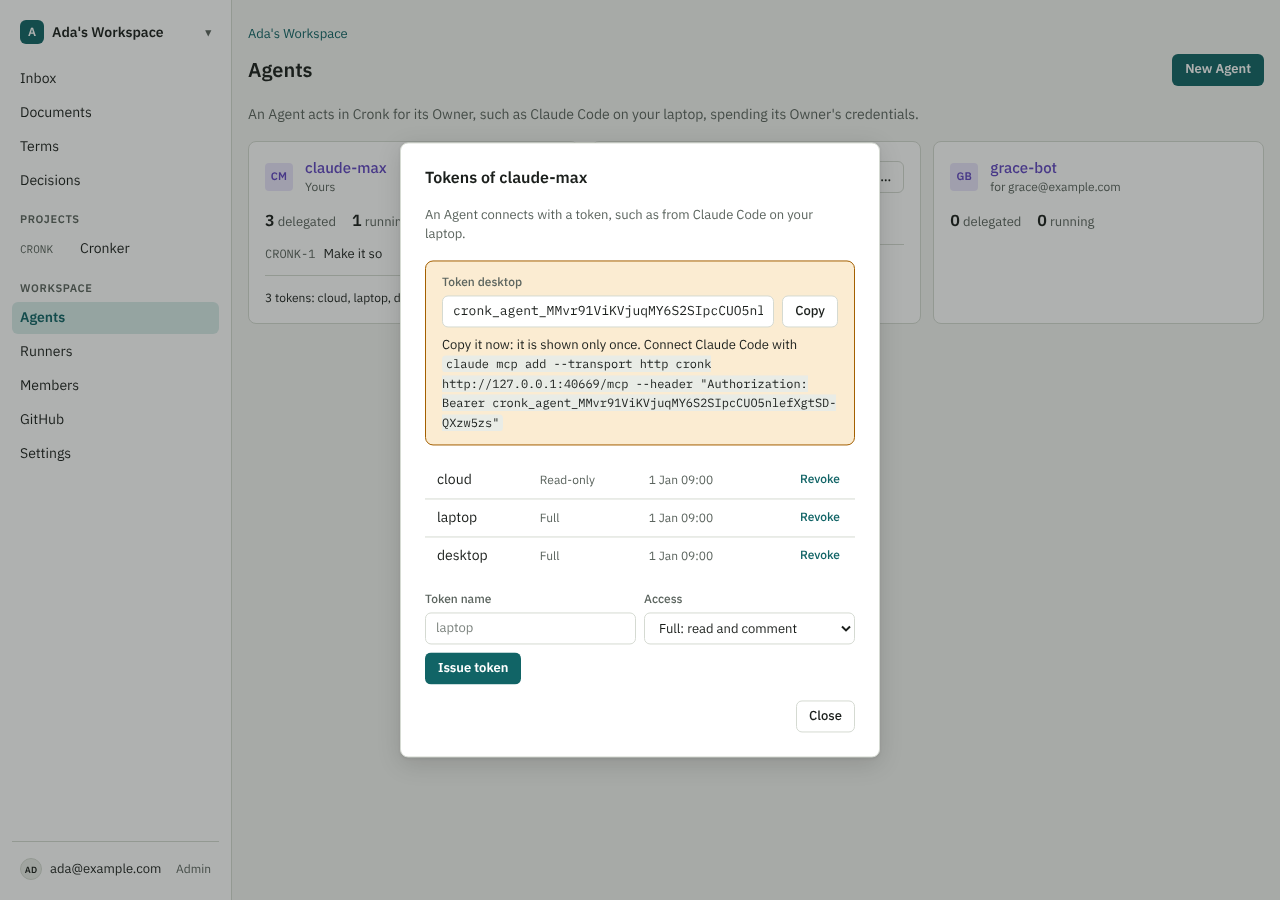 A Ada's Workspace ▼
Inbox
Documents
Terms
Decisions
PROJECTS
CRONK Cronker
WORKSPACE
Agents
Runners
Members
GitHub
Settings
AD ada@example.com Admin
Ada's Workspace
Agents
New Agent
An Agent acts in Cronk for its Owner, such as Claude Code on your laptop, spending its Owner's credentials.
CM claude-max
Yours
3 delegated 1
CRONK-1 Make it so
3 tokens: cloud, laptop,
...
GB grace-bot
for grace@example.com
0 delegated 0 running
Tokens of claude-max
An Agent connects with a token, such as from Claude Code on your
laptop.
Token desktop
cronk_agent_MMvr91ViKVjuqMY6S2SIpcCUO5nl
Copy
Copy it now: it is shown only once. Connect Claude Code with
claude mcp add --transport http cronk
http://127.0.0.1:40669/mcp --header "Authorization:
Bearer cronk_agent_MMvr91ViKVjuqMY6S2SIpcCUO5nlefXgtSD-
QXzw5zs"
cloud Read-only 1 Jan 09:00 Revoke
laptop Full 1 Jan 09:00 Revoke
desktop Full 1 Jan 09:00 Revoke
Token name Access
laptop Full: read and comment
Issue token
Close